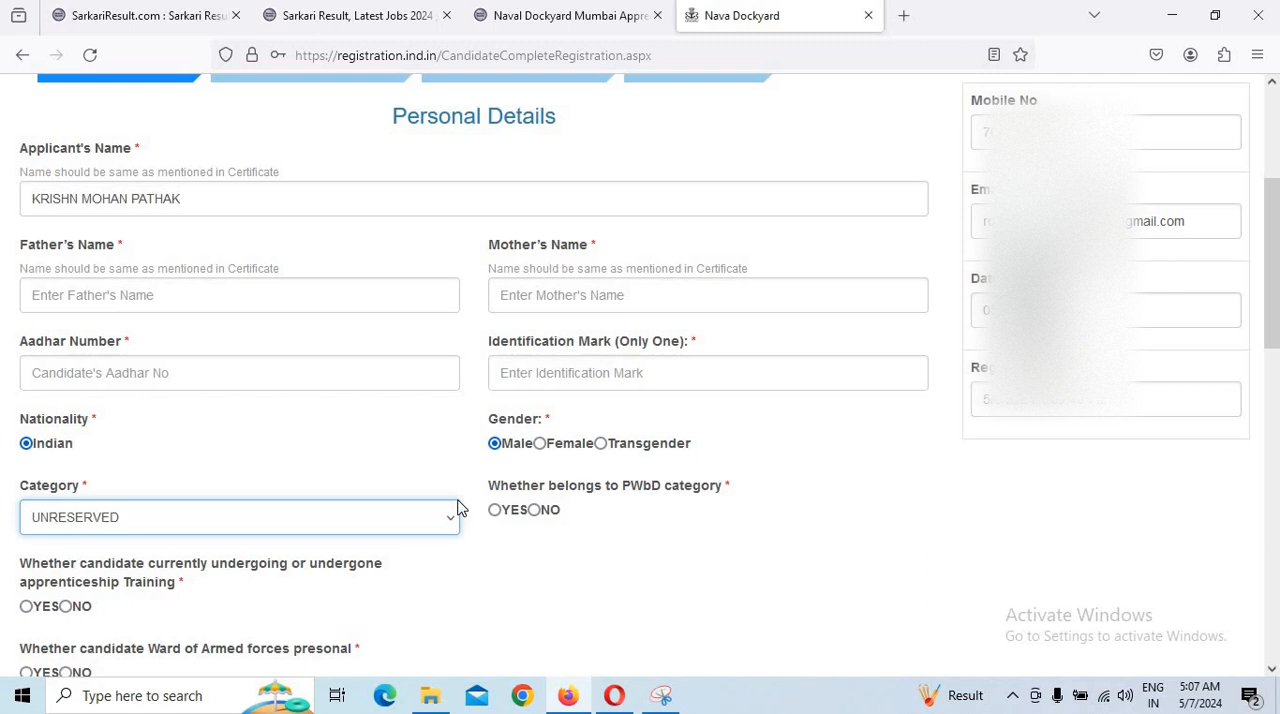 SarkariResult.com : Sarkari Resu
Sarkari Result, Latest Jobs 2024
Naval Dockyard Mumbai Appre
Nava Dockyard
https://registration.ind.in/CandidateCompleteRegistration.aspx
Personal Details
Applicant's Name *
Name should be same as mentioned in Certificate
KRISHN MOHAN PATHAK
Father's Name *
Mother's Name *
Name should be same as mentioned in Certificate
Name should be same as mentioned in Certificate
Enter Father's Name
Enter Mother's Name
Aadhar Number *
Identification Mark (Only One): *
Candidate's Aadhar No
Enter Identification Mark
Nationality *
Gender: *
Indian
Male Female Transgender
Category *
Whether belongs to PWbD category *
UNRESERVED
YES NO
Whether candidate currently undergoing or undergone
apprenticeship Training *
YES NO
Whether candidate Ward of Armed forces presonal *
YES NO
Mobile No
gmail.com
Activate Windows
Go to Settings to activate Windows.
Type here to search
Result
ENG
IN
5:07 AM
5/7/2024
2